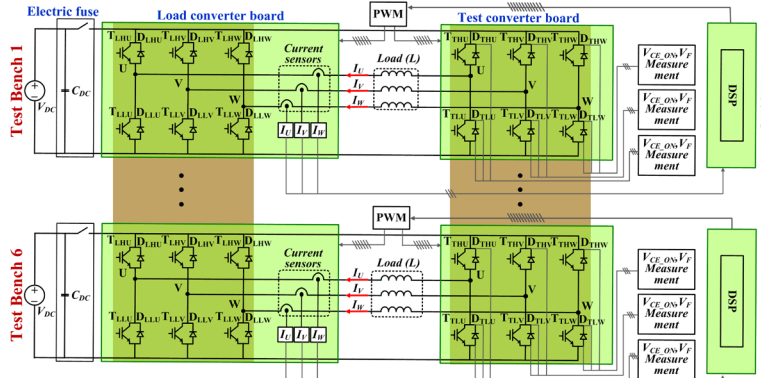 Electric fuse
Load converter board
PWM
Test converter board
Test Bench 1
V_DC
C_DC
T_LHU D_LHU T_LHV D_LHV T_LHW D_LHW
U
V
W
T_LLU D_LLU T_LLV D_LLV T_LLW D_LLW
Current
sensors
I_U I_V I_W
I_U
I_V
I_W
Load (L)
T_THU D_THU T_THV D_THV T_THW D_THW
U
V
W
T_TLU D_TLU T_TLV D_TLV T_TLW D_TLW
V_CE_ON, V_F
Measure
ment
V_CE_ON, V_F
Measure
ment
V_CE_ON, V_F
Measure
ment
DSP
Test Bench 6
V_DC
C_DC
PWM
T_LHU D_LHU T_LHV D_LHV T_LHW D_LHW
U
V
W
T_LLU D_LLU T_LLV D_LLV T_LLW D_LLW
Current
sensors
I_U I_V I_W
I_U
I_V
I_W
Load (L)
T_THU D_THU T_THV D_THV T_THW D_THW
U
V
W
T_TLU D_TLU T_TLV D_TLV T_TLW D_TLW
V_CE_ON, V_F
Measure
ment
V_CE_ON, V_F
Measure
ment
V_CE_ON, V_F
Measure
ment
DSP